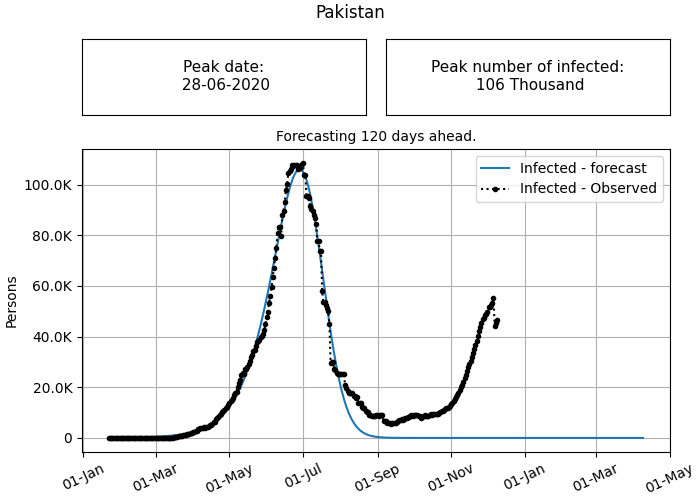 Pakistan
Peak date:
28-06-2020
Peak number of infected:
106 Thousand
Forecasting 120 days ahead.
Infected - forecast
Infected - Observed
Persons
100.0K
80.0K
60.0K
40.0K
20.0K
0
01-Jan
01-Mar
01-May
01-Jul
01-Sep
01-Nov
01-Jan
01-Mar
01-May